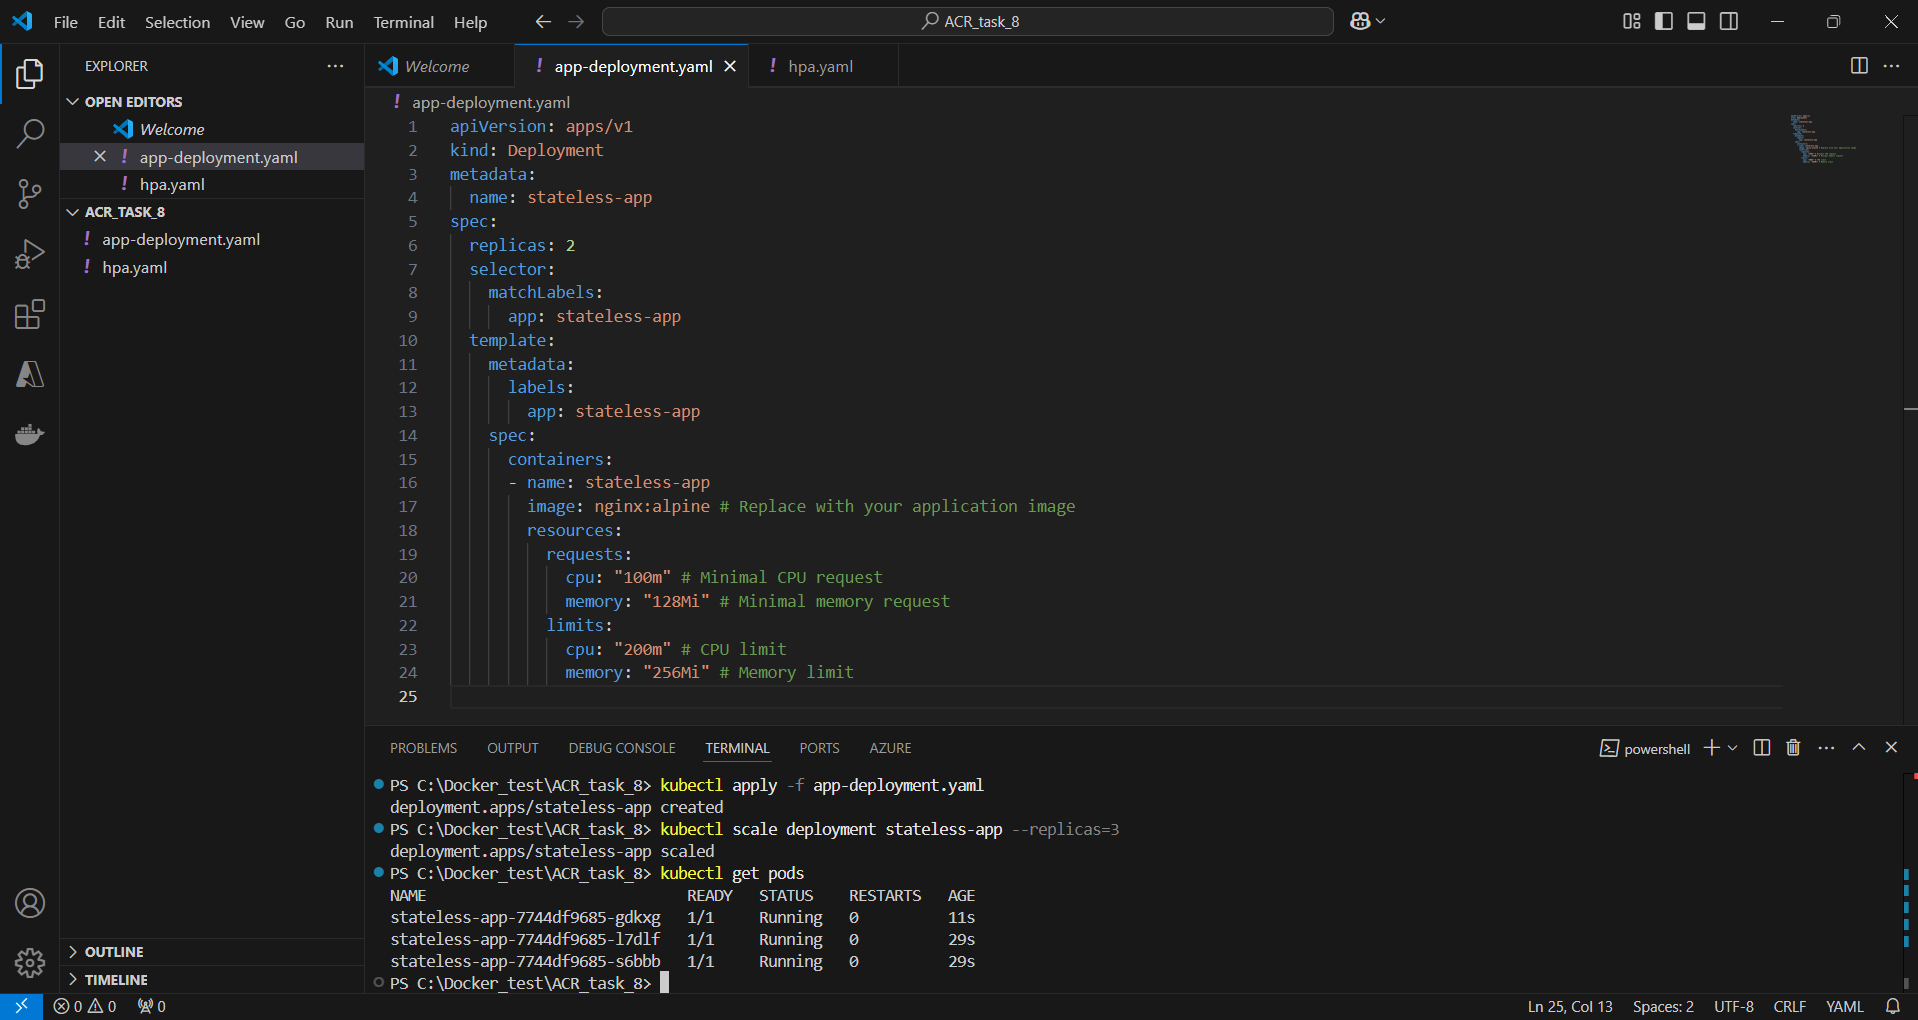 File Edit Selection View Go Run Terminal Help
ACR_task_8
EXPLORER
OPEN EDITORS
Welcome
app-deployment.yaml
hpa.yaml
ACR_TASK_8
app-deployment.yaml
hpa.yaml
OUTLINE
TIMELINE
Welcome
app-deployment.yaml
hpa.yaml
app-deployment.yaml
1 apiVersion: apps/v1
2 kind: Deployment
3 metadata:
4 name: stateless-app
5 spec:
6 replicas: 2
7 selector:
8 matchLabels:
9 app: stateless-app
10 template:
11 metadata:
12 labels:
13 app: stateless-app
14 spec:
15 containers:
16 - name: stateless-app
17 image: nginx:alpine # Replace with your application image
18 resources:
19 requests:
20 cpu: "100m" # Minimal CPU request
21 memory: "128Mi" # Minimal memory request
22 limits:
23 cpu: "200m" # CPU limit
24 memory: "256Mi" # Memory limit
25
PROBLEMS OUTPUT DEBUG CONSOLE TERMINAL PORTS AZURE
powershell
PS C:\Docker_test\ACR_task_8> kubectl apply -f app-deployment.yaml
deployment.apps/stateless-app created
PS C:\Docker_test\ACR_task_8> kubectl scale deployment stateless-app --replicas=3
deployment.apps/stateless-app scaled
PS C:\Docker_test\ACR_task_8> kubectl get pods
NAME READY STATUS RESTARTS AGE
stateless-app-7744df9685-gdkxg 1/1 Running 0 11s
stateless-app-7744df9685-l7dlf 1/1 Running 0 29s
stateless-app-7744df9685-s6bbb 1/1 Running 0 29s
PS C:\Docker_test\ACR_task_8>
0 0 0
Ln 25, Col 13 Spaces: 2 UTF-8 CRLF YAML